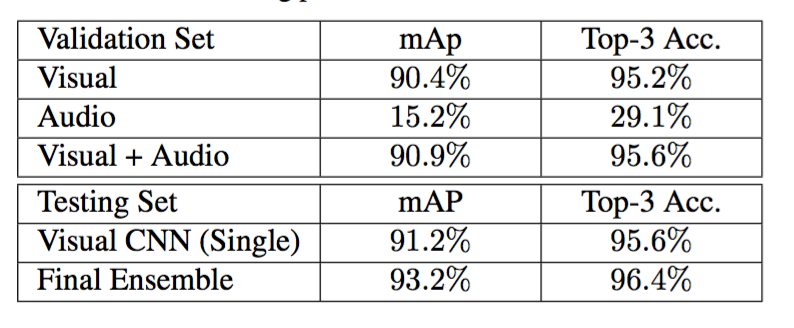 Validation Set mAp Top-3 Acc.
Visual 90.4% 95.2%
Audio 15.2% 29.1%
Visual + Audio 90.9% 95.6%
Testing Set mAP Top-3 Acc.
Visual CNN (Single) 91.2% 95.6%
Final Ensemble 93.2% 96.4%